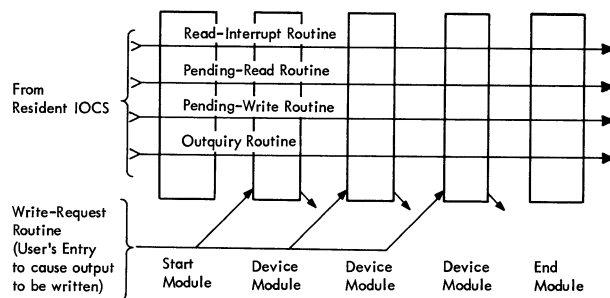 Read-Interrupt Routine
Pending-Read Routine
From
Resident IOCS
Pending-Write Routine
Outquiry Routine
Write-Request
Routine
(User's Entry
to cause output
to be written)
Start
Module
Device
Module
Device
Module
Device
Module
End
Module